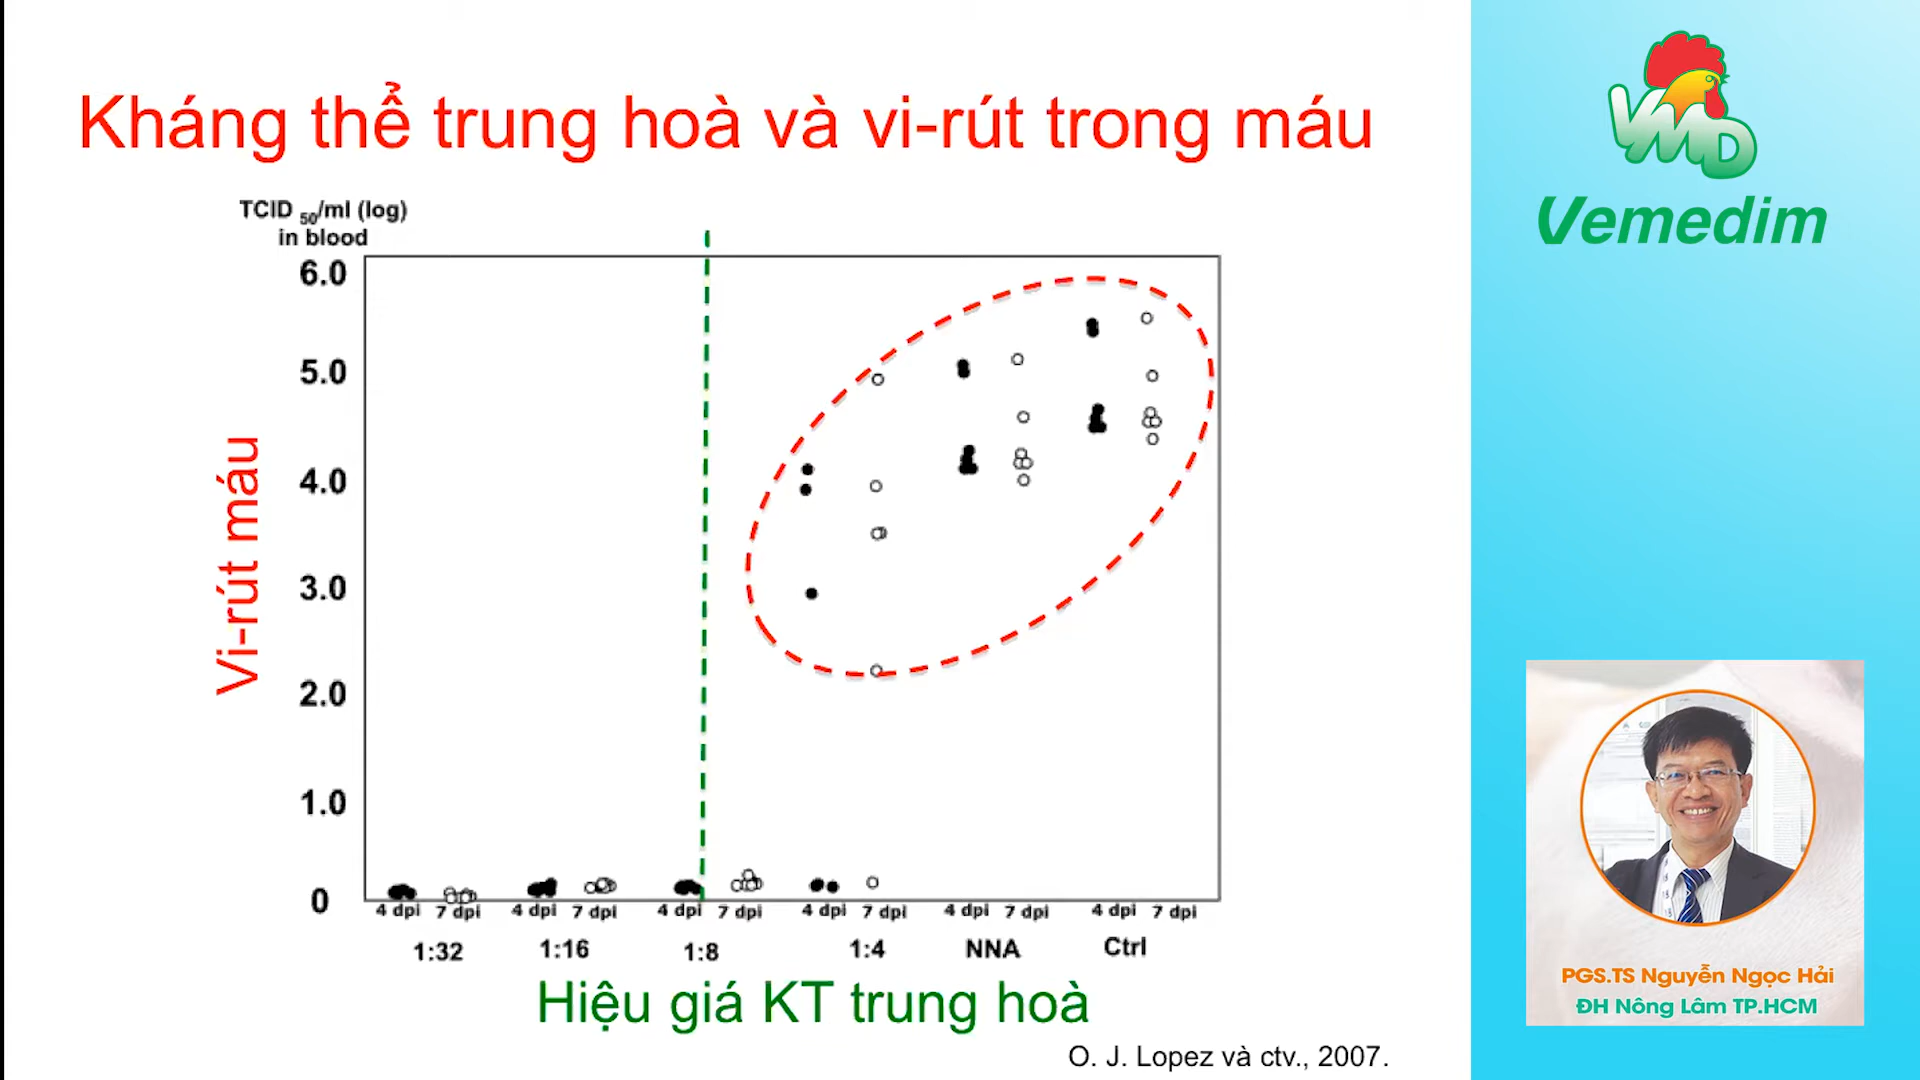 Kháng thể trung hoà và vi-rút trong máu
TCID 50/ml (log)
in blood
6.0
5.0
4.0
3.0
2.0
1.0
0
Vi-rút máu
4 dpi 7 dpi 4 dpi 7 dpi 4 dpi 7 dpi 4 dpi 7 dpi 4 dpi 7 dpi 4 dpi 7 dpi
1:32 1:16 1:8 1:4 NNA Ctrl
Hiệu giá KT trung hoà
O. J. Lopez và ctv., 2007.
VMD
Vemedim
PGS.TS Nguyễn Ngọc Hải
ĐH Nông Lâm TP.HCM